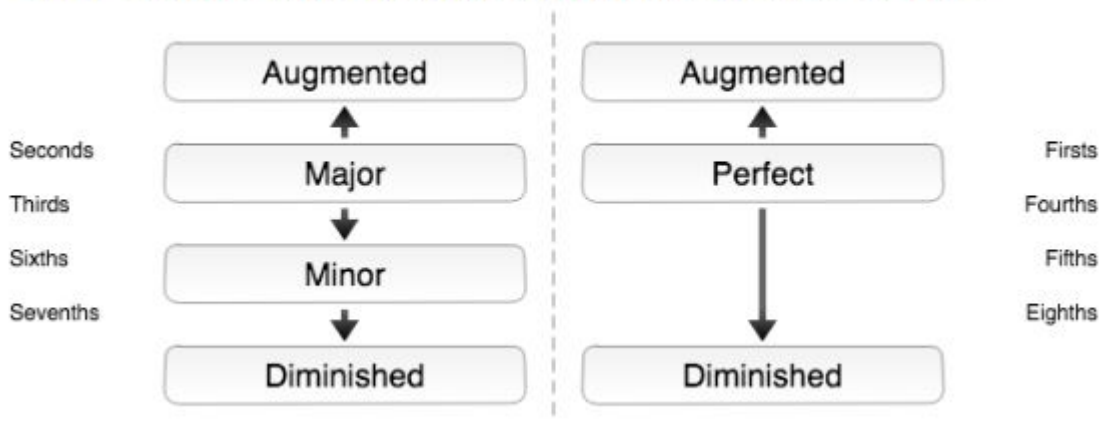 Augmented
Major
Minor
Diminished
Seconds
Thirds
Sixths
Sevenths
Augmented
Perfect
Diminished
Firsts
Fourths
Fifths
Eighths